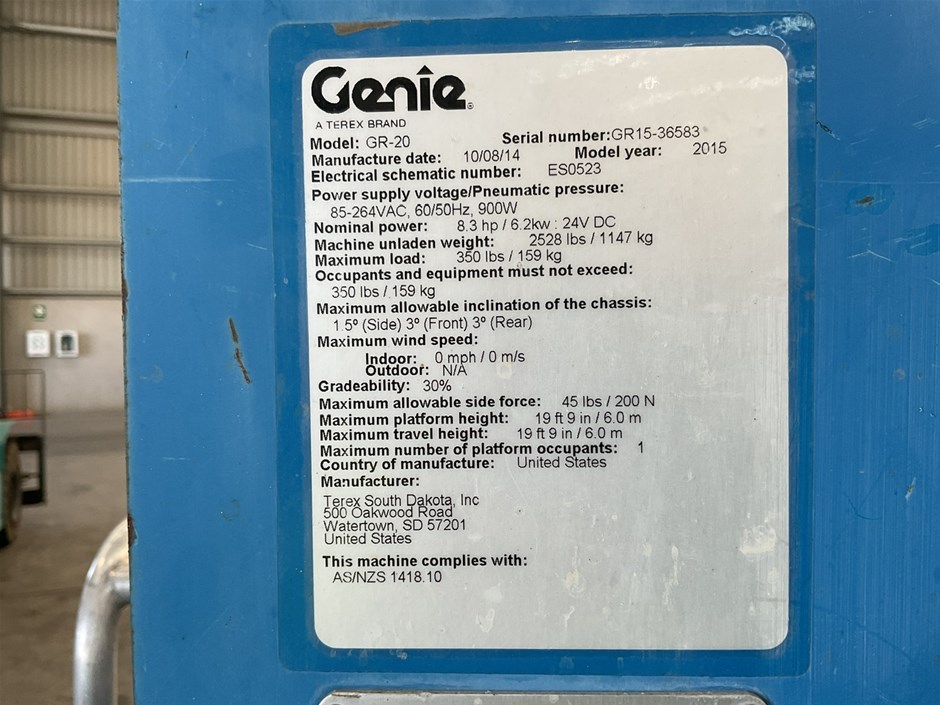 Genie®
A TEREX BRAND
Model: GR-20 Serial number:GR15-36583
Manufacture date: 10/08/14 Model year: 2015
Electrical schematic number: ES0523
Power supply voltage/Pneumatic pressure:
85-264VAC, 60/50Hz, 900W
Nominal power: 8.3 hp / 6.2kw : 24V DC
Machine unladen weight: 2528 lbs / 1147 kg
Maximum load: 350 lbs / 159 kg
Occupants and equipment must not exceed:
350 lbs / 159 kg
Maximum allowable inclination of the chassis:
1.5º (Side) 3º (Front) 3º (Rear)
Maximum wind speed:
Indoor: 0 mph / 0 m/s
Outdoor: N/A
Gradeability: 30%
Maximum allowable side force: 45 lbs / 200 N
Maximum platform height: 19 ft 9 in / 6.0 m
Maximum travel height: 19 ft 9 in / 6.0 m
Maximum number of platform occupants: 1
Country of manufacture: United States
Manufacturer:
Terex South Dakota, Inc
500 Oakwood Road
Watertown, SD 57201
United States
This machine complies with:
AS/NZS 1418.10